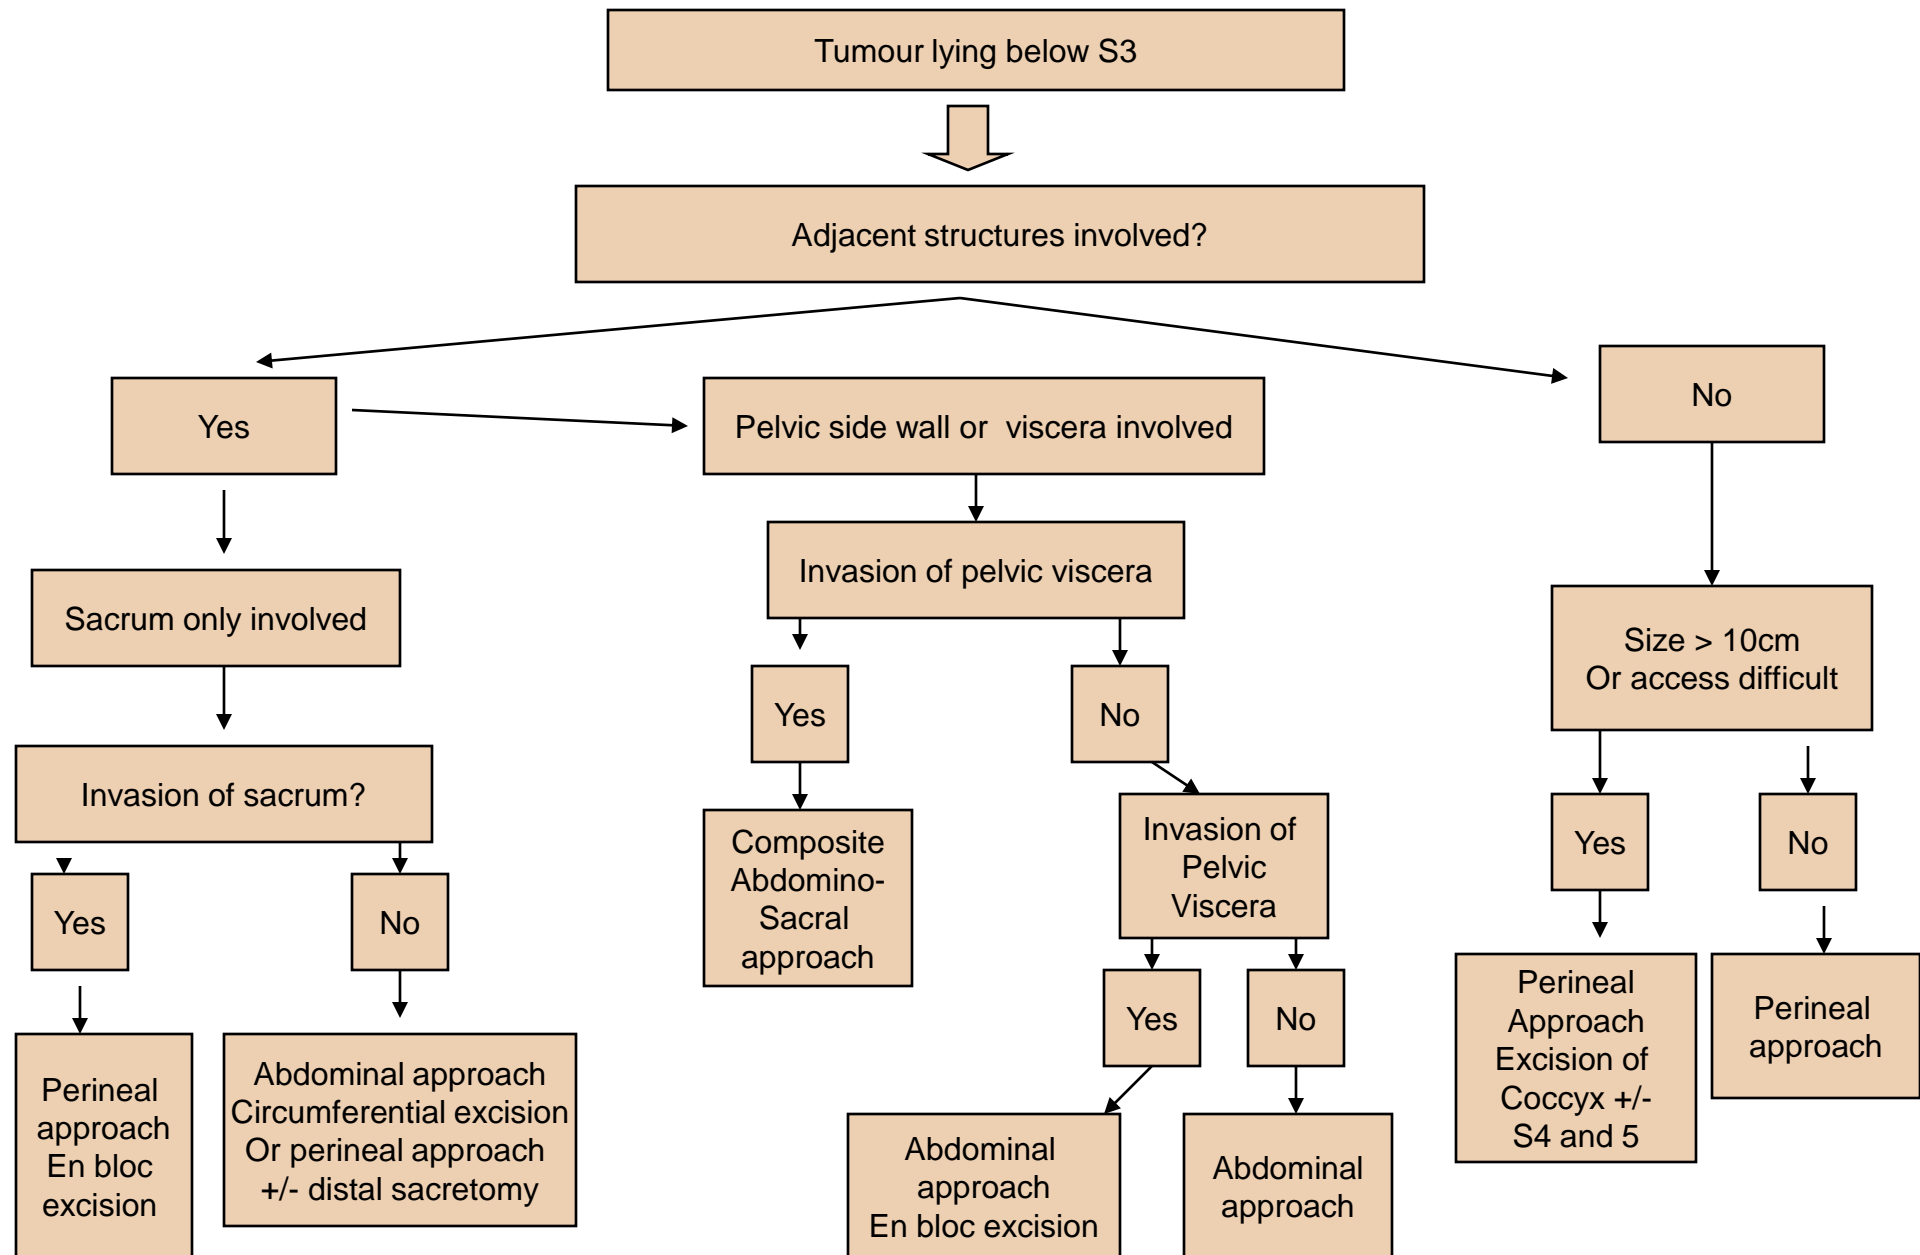 Tumour lying below S3
Adjacent structures involved?
Yes
Pelvic side wall or viscera involved
No
Sacrum only involved
Invasion of pelvic viscera
Size > 10cm
Or access difficult
Invasion of sacrum?
Yes
No
Yes
No
Composite
Abdomino-
Sacral
approach
Invasion of
Pelvic
Viscera
Yes
No
Yes
No
Perineal
approach
En bloc
excision
Abdominal approach
Circumferential excision
Or perineal approach
+/- distal sacretomy
Abdominal
approach
En bloc excision
Abdominal
approach
Perineal
Approach
Excision of
Coccyx +/-
S4 and 5
Perineal
approach